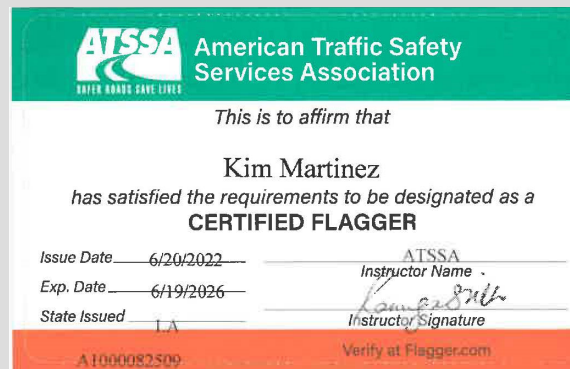 ATSSA
SAFER ROADS SAVE LIVES
American Traffic Safety
Services Association
This is to affirm that
Kim Martinez
has satisfied the requirements to be designated as a
CERTIFIED FLAGGER
Issue Date 6/20/2022
Exp. Date 6/19/2026
State Issued LA
ATSSA
Instructor Name
Instructor Signature
A1000082509
Verify at Flagger.com